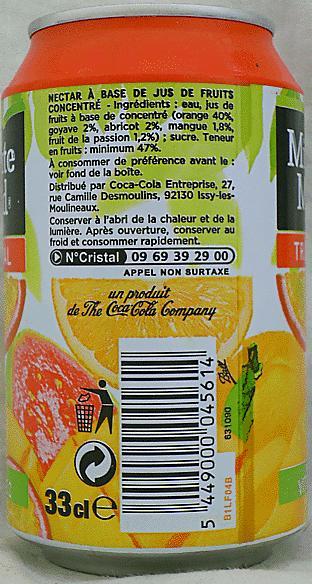 NECTAR À BASE DE JUS DE FRUITS
CONCENTRÉ - Ingrédients : eau, jus de
fruits à base de concentré (orange 40%,
goyave 2%, abricot 2%, mangue 1,8%,
fruit de la passion 1,2%) ; sucre. Teneur
en fruits : minimum 47%.
À consommer de préférence avant le :
voir fond de la boîte.
Distribué par Coca-Cola Entreprise, 27,
rue Camille Desmoulins, 92130 Issy-les-
Moulineaux.
Conserver à l'abri de la chaleur et de la
lumière. Après ouverture, conserver au
froid et consommer rapidement.
N°Cristal 09 69 39 29 00
APPEL NON SURTAXE
un produit
de The Coca-Cola Company
Ball
631090
5 449000 045614
B1LF04B
33cl e